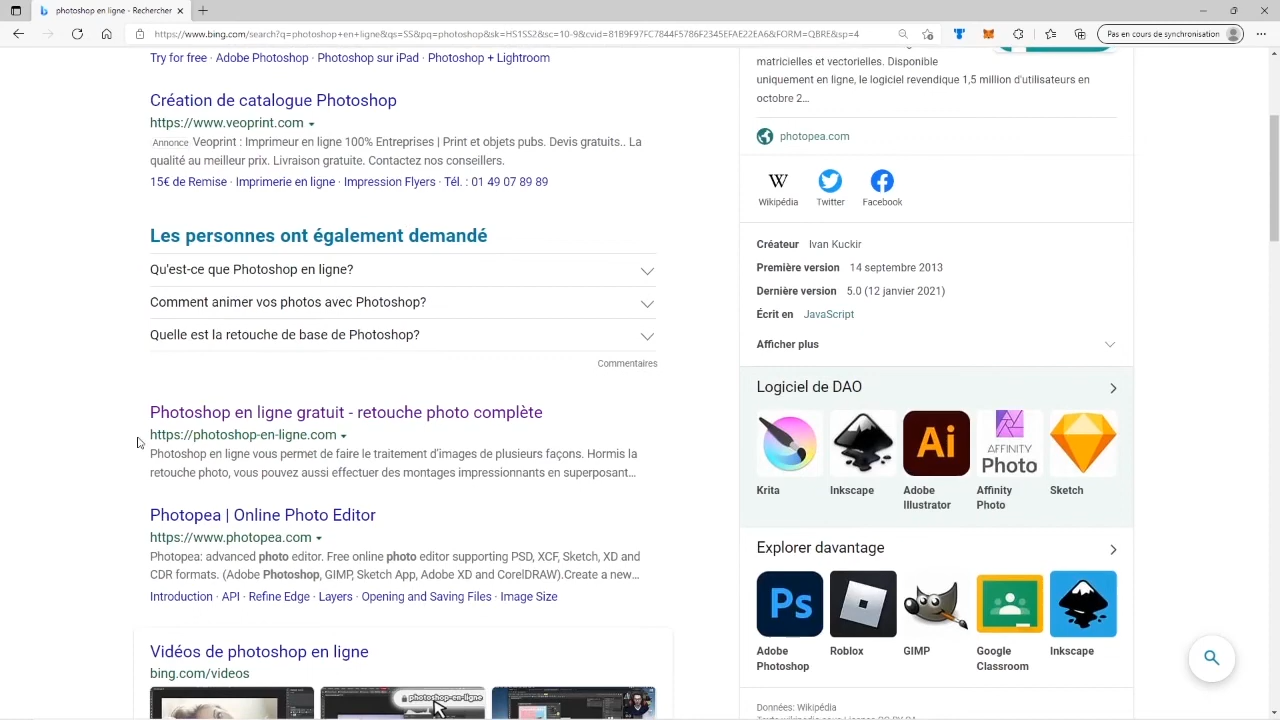 photoshop en ligne - Recherche
https://www.bing.com/search?q=photoshop+en+ligne&qs=SS&pq=photoshop&sk=HS1SS2&sc=10-9&cvid=81B9F97FC7844F5786F2345EFAE22EA6&FORM=QBRE&sp=4
Pas en cours de synchronisation
Try for free · Adobe Photoshop · Photoshop sur iPad · Photoshop + Lightroom
Création de catalogue Photoshop
https://www.veoprint.com
Annonce Veoprint : Imprimeur en ligne 100% Entreprises | Print et objets pubs. Devis gratuits.. La
qualité au meilleur prix. Livraison gratuite. Contactez nos conseillers.
15€ de Remise · Imprimerie en ligne · Impression Flyers · Tél. : 01 49 07 89 89
Les personnes ont également demandé
Qu'est-ce que Photoshop en ligne?
Comment animer vos photos avec Photoshop?
Quelle est la retouche de base de Photoshop?
Commentaires
Photoshop en ligne gratuit - retouche photo complète
https://photoshop-en-ligne.com
Photoshop en ligne vous permet de faire le traitement d'images de plusieurs façons. Hormis la
retouche photo, vous pouvez aussi effectuer des montages impressionnants en superposant...
Photopea | Online Photo Editor
https://www.photopea.com
Photopea: advanced photo editor. Free online photo editor supporting PSD, XCF, Sketch, XD and
CDR formats. (Adobe Photoshop, GIMP, Sketch App, Adobe XD and CorelDRAW).Create a new...
Introduction · API · Refine Edge · Layers · Opening and Saving Files · Image Size
Vidéos de photoshop en ligne
bing.com/videos
photoshop-en-ligne
matricielles et vectorielles. Disponible
uniquement en ligne, le logiciel revendique 1,5 million d'utilisateurs en
octobre 2...
photopea.com
W
Wikipédia Twitter Facebook
Créateur Ivan Kuckir
Première version 14 septembre 2013
Dernière version 5.0 (12 janvier 2021)
Écrit en JavaScript
Afficher plus
Logiciel de DAO
Ai
AFFINITY
Photo
Krita Inkscape Adobe Affinity Sketch
Illustrator Photo
Explorer davantage
Ps
Adobe Roblox GIMP Google Inkscape
Photoshop Classroom
Données: Wikipédia